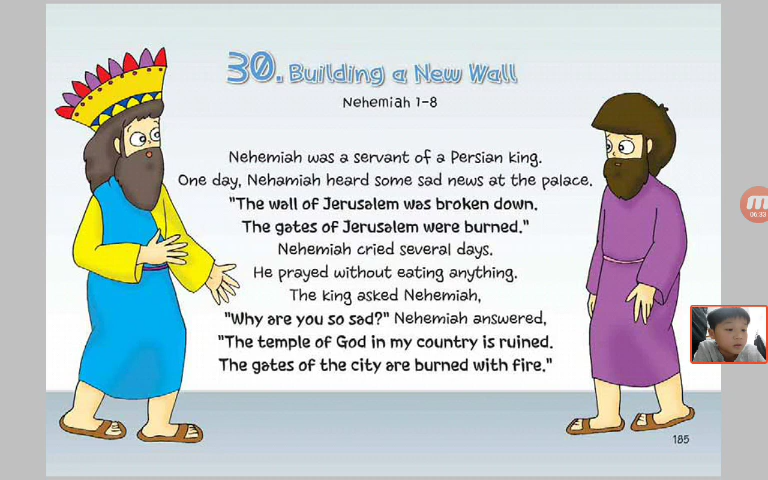 30. Building a New Wall
Nehemiah 1-8
Nehemiah was a servant of a Persian king.
One day, Nehamiah heard some sad news at the palace.
"The wall of Jerusalem was broken down.
The gates of Jerusalem were burned."
Nehemiah cried several days.
He prayed without eating anything.
The king asked Nehemiah,
"Why are you so sad?" Nehemiah answered,
"The temple of God in my country is ruined.
The gates of the city are burned with fire."
185
M
06:33